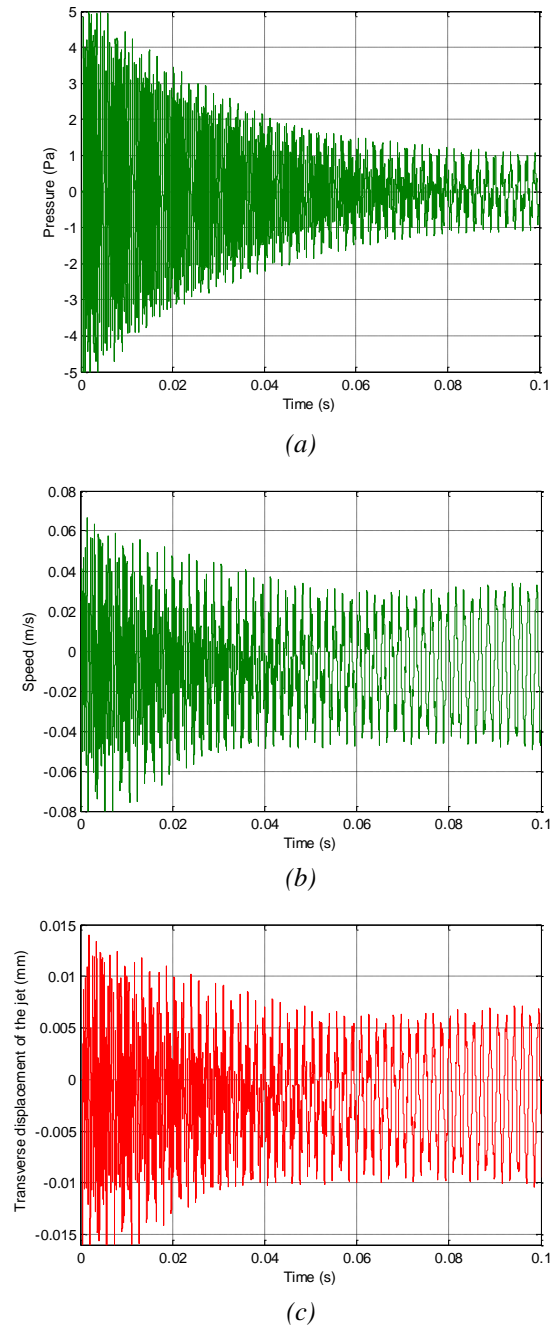 5
4
3
2
1
0
-1
-2
-3
-4
-5
Pressure (Pa)
0 0.02 0.04 0.06 0.08 0.1
Time (s)
(a)
0.08
0.06
0.04
0.02
0
-0.02
-0.04
-0.06
-0.08
Speed (m/s)
0 0.02 0.04 0.06 0.08 0.1
Time (s)
(b)
0.015
0.01
0.005
0
-0.005
-0.01
-0.015
Transverse displacement of the jet (mm)
0 0.02 0.04 0.06 0.08 0.1
Time (s)
(c)